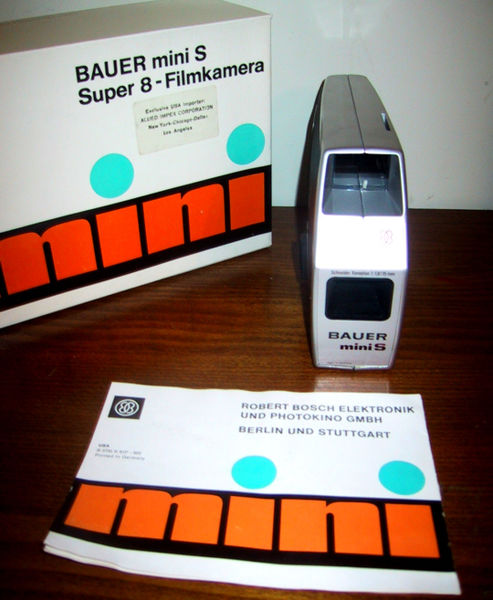 BAUER mini S
Super 8-Filmkamera
Exclusive USA Importer:
ALLIED IMPEX CORPORATION
New York-Chicago-Dallas
Los Angeles
mini
BAUER
mini S
ROBERT BOSCH ELEKTRONIK
UND PHOTOKINO GMBH
BERLIN UND STUTTGART
USA
Printed in Germany
mini